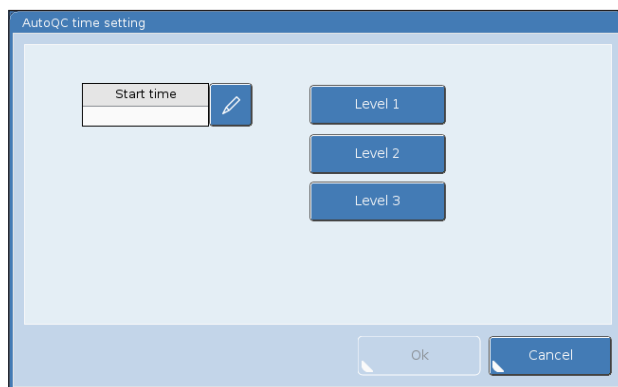 AutoQC time setting
Start time
Level 1
Level 2
Level 3
Ok
Cancel